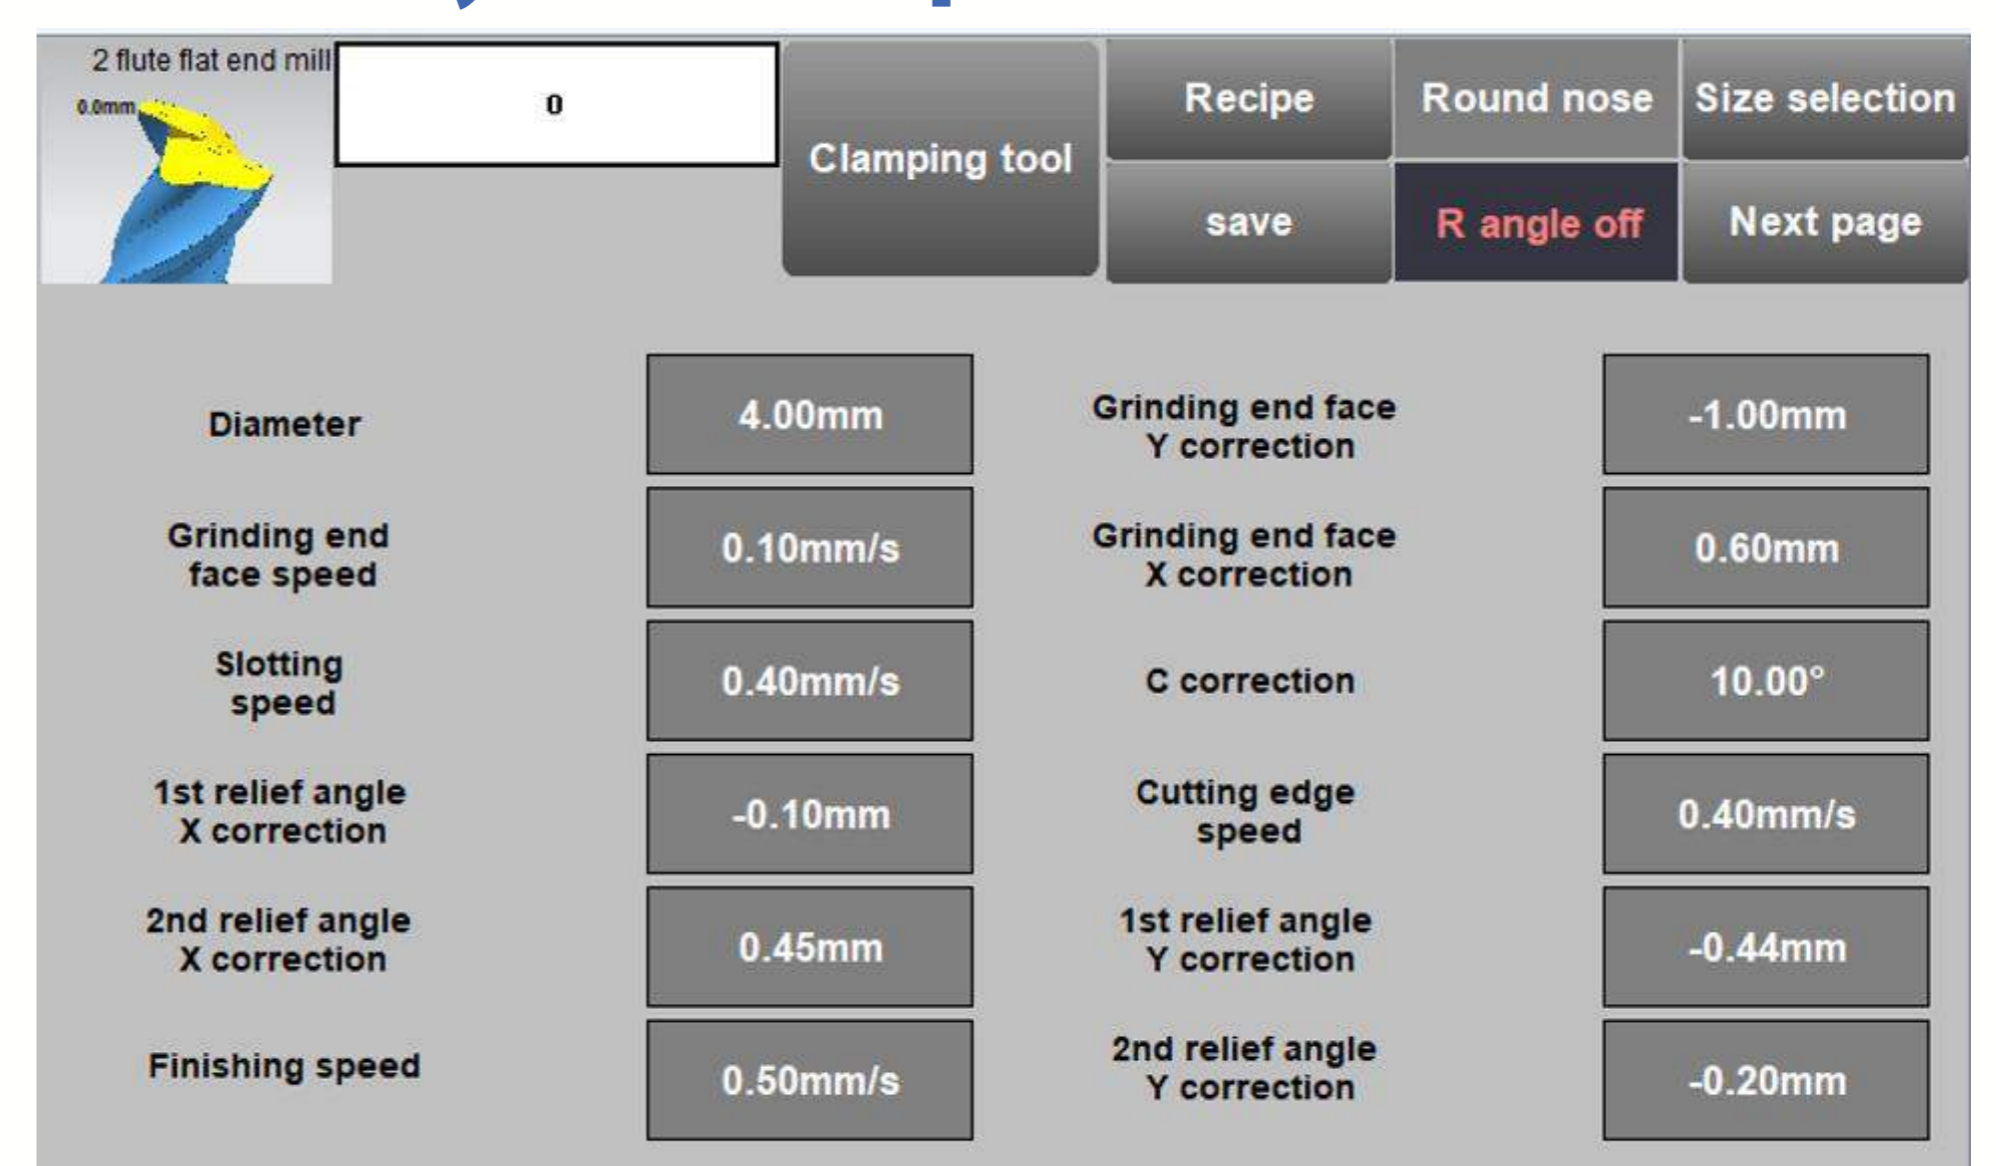 2 flute flat end mill
0.0mm
0
Clamping tool
Recipe
Round nose
Size selection
save
R angle off
Next page
Diameter
4.00mm
Grinding end face
Y correction
-1.00mm
Grinding end
face speed
0.10mm/s
Grinding end face
X correction
0.60mm
Slotting
speed
0.40mm/s
C correction
10.00°
1st relief angle
X correction
-0.10mm
Cutting edge
speed
0.40mm/s
2nd relief angle
X correction
0.45mm
1st relief angle
Y correction
-0.44mm
Finishing speed
0.50mm/s
2nd relief angle
Y correction
-0.20mm